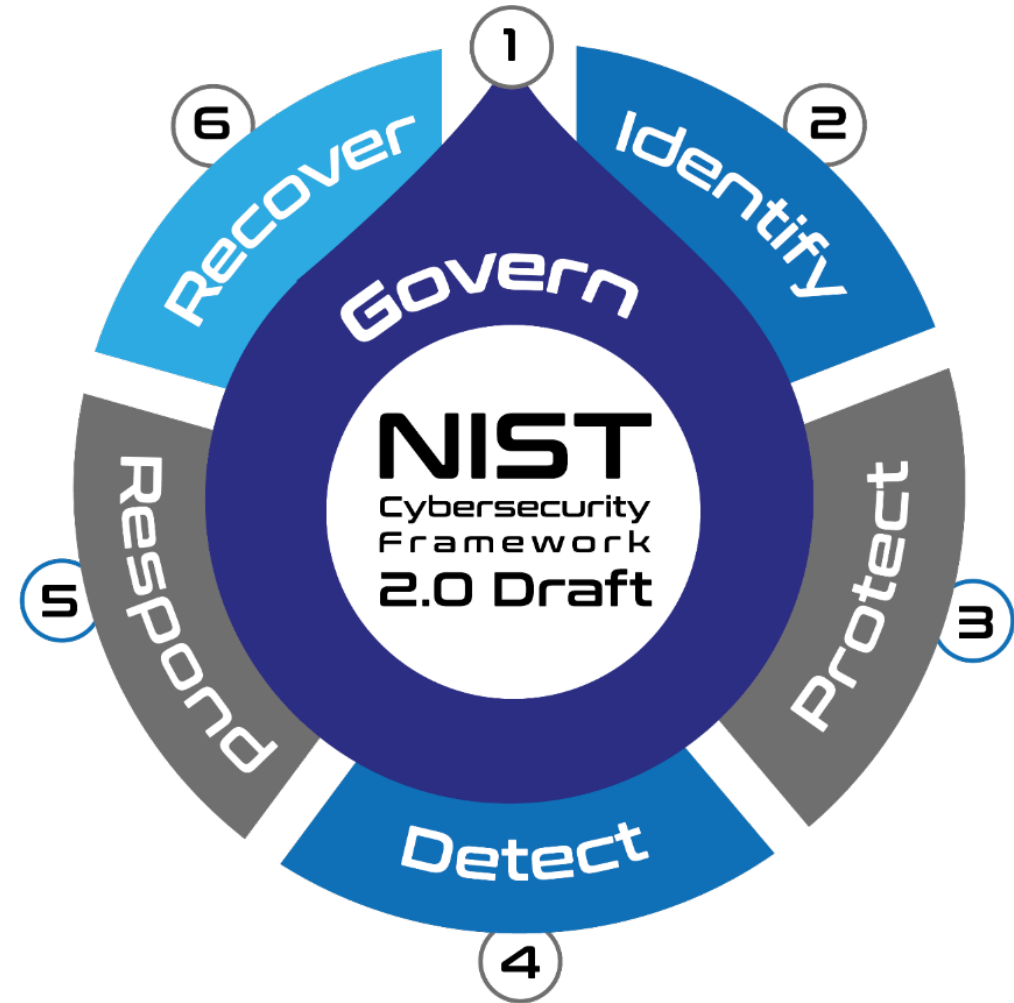 1
Govern
2
Identify
3
Protect
4
Detect
5
Respond
6
Recover
NIST
Cybersecurity
Framework
2.0 Draft